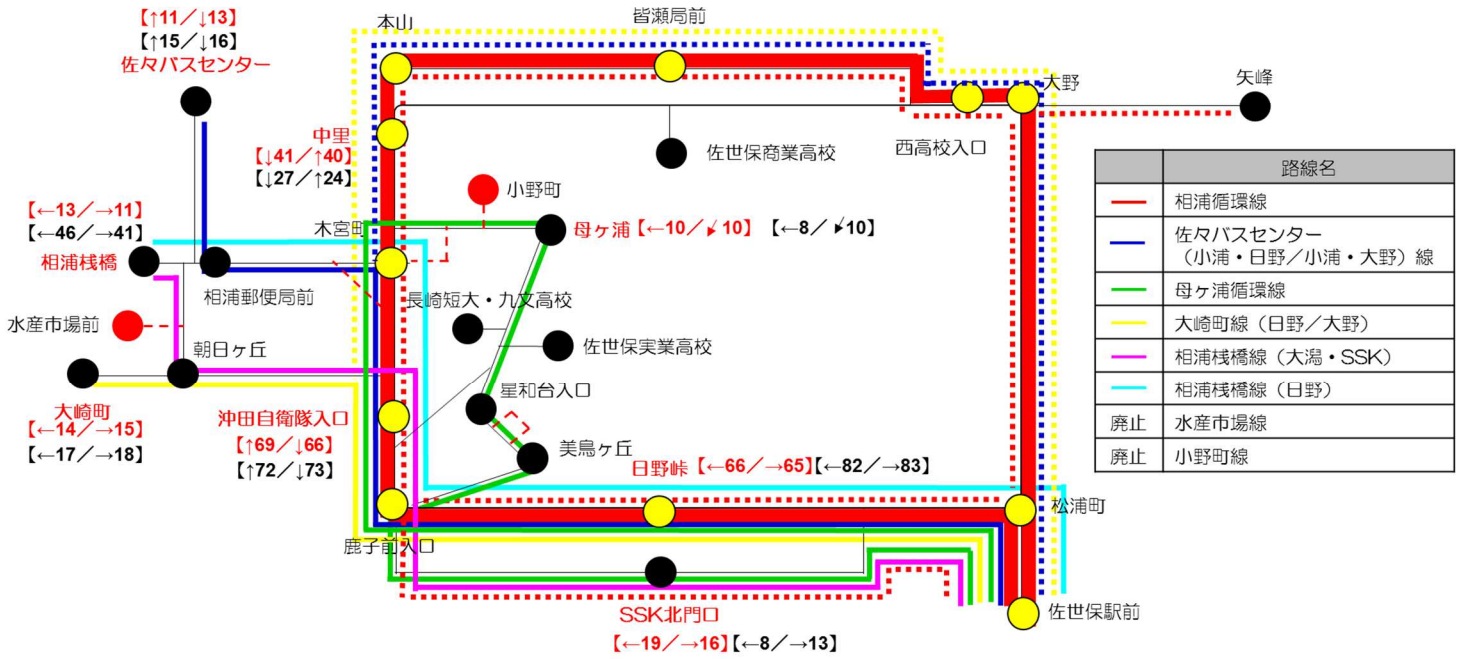 本山
皆瀬局前
【↑11／↓13】
【↑15／↓16】
佐々バスセンター
大野
矢峰
中里
【↓41／↑40】
【↓27／↑24】
佐世保商業高校
西高校入口
小野町
【←13／→11】
【←46／→41】
相浦桟橋
木宮町
母ヶ浦【←10／↙10】【←8／↙10】
相浦郵便局前
長崎短大・九文高校
水産市場前
朝日ヶ丘
佐世保実業高校
星和台入口
大崎町
【←14／→15】
【←17／→18】
沖田自衛隊入口
【↑69／↓66】
【↑72／↓73】
美鳥ヶ丘
日野峠【←66／→65】【←82／→83】
松浦町
鹿子前入口
SSK北門口
【←19／→16】【←8／→13】
佐世保駅前
路線名
相浦循環線
佐々バスセンター
（小浦・日野／小浦・大野）線
母ヶ浦循環線
大崎町線（日野／大野）
相浦桟橋線（大潟・SSK）
相浦桟橋線（日野）
廃止 水産市場線
廃止 小野町線